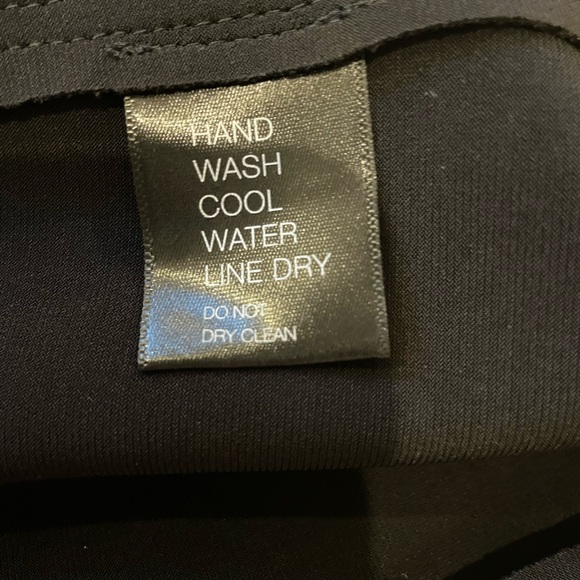 HAND
WASH
COOL
WATER
LINE DRY
DO NOT
DRY CLEAN